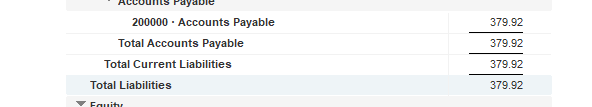 Accounts Payable
200000 · Accounts Payable 379.92
Total Accounts Payable 379.92
Total Current Liabilities 379.92
Total Liabilities 379.92
Equity